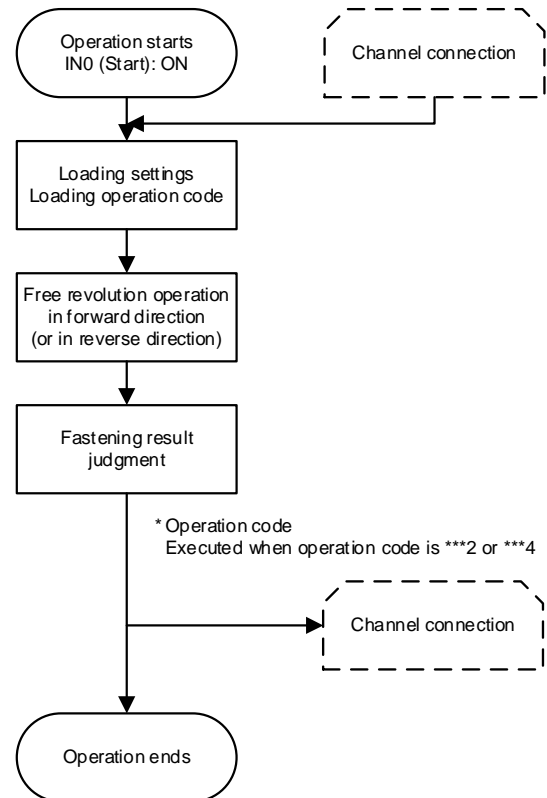 Operation starts
IN0 (Start): ON
Channel connection
Loading settings
Loading operation code
Free revolution operation
in forward direction
(or in reverse direction)
Fastening result
judgment
* Operation code
Executed when operation code is ***2 or ***4
Channel connection
Operation ends